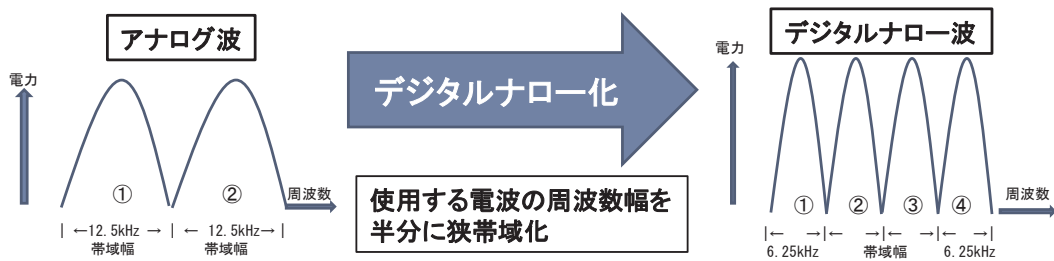 アナログ波
電力
①
②
周波数
| ←12.5kHz → | ← 12.5kHz → |
帯域幅
帯域幅
デジタルナロー化
使用する電波の周波数幅を
半分に狭帯域化
デジタルナロー波
電力
①
②
③
④
周波数
|← →|← →|← →|← →|
6.25kHz
帯域幅
6.25kHz